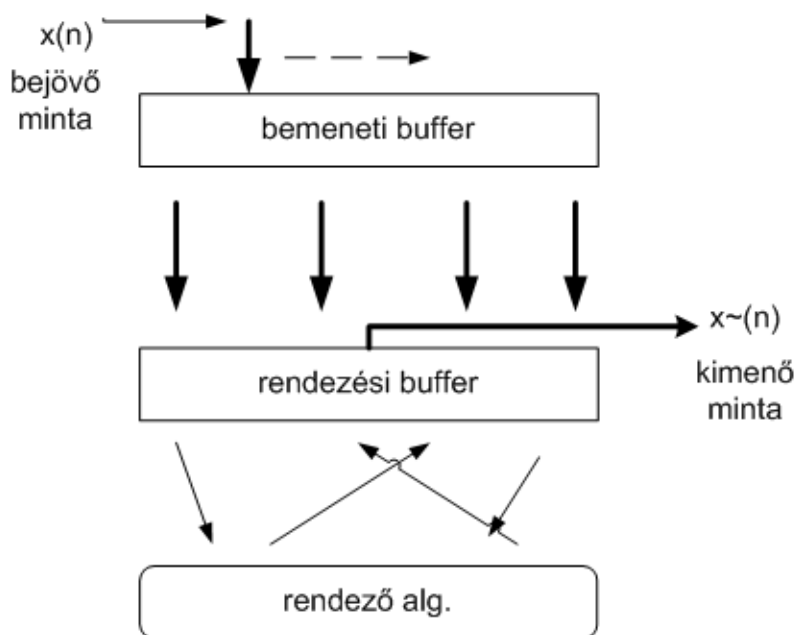 x(n)
bejövő
minta
bemeneti buffer
x~(n)
kimenő
minta
rendezési buffer
rendező alg.